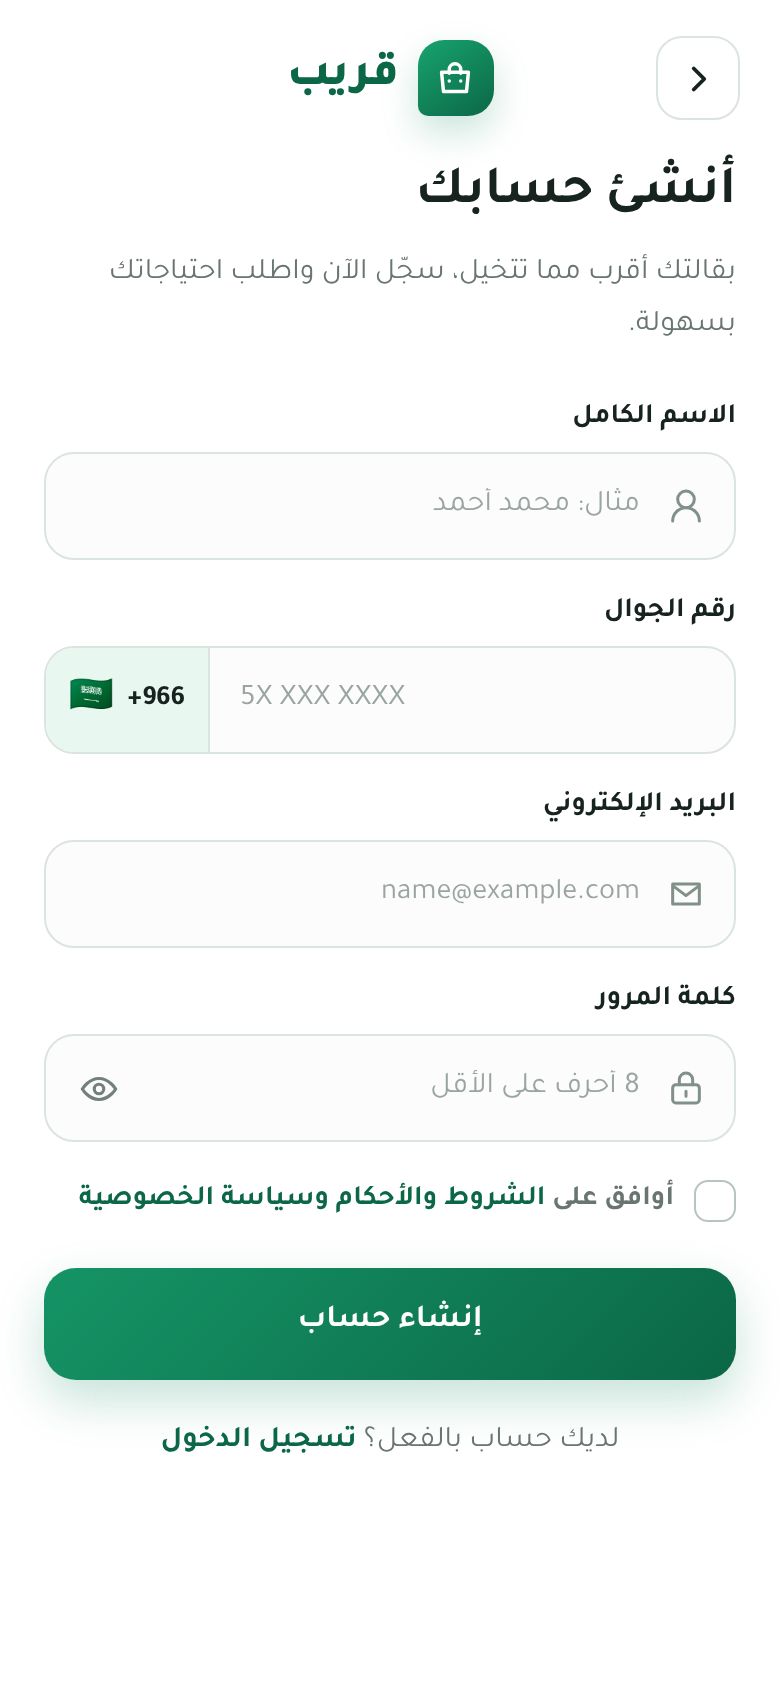 قريب
أنشئ حسابك
بقالتك أقرب مما تتخيل، سجّل الآن واطلب احتياجاتك
بسهولة.
الاسم الكامل
مثال: محمد أحمد
رقم الجوال
+966 5X XXX XXXX
البريد الإلكتروني
name@example.com
كلمة المرور
8 أحرف على الأقل
أوافق على الشروط والأحكام وسياسة الخصوصية
إنشاء حساب
لديك حساب بالفعل؟ تسجيل الدخول